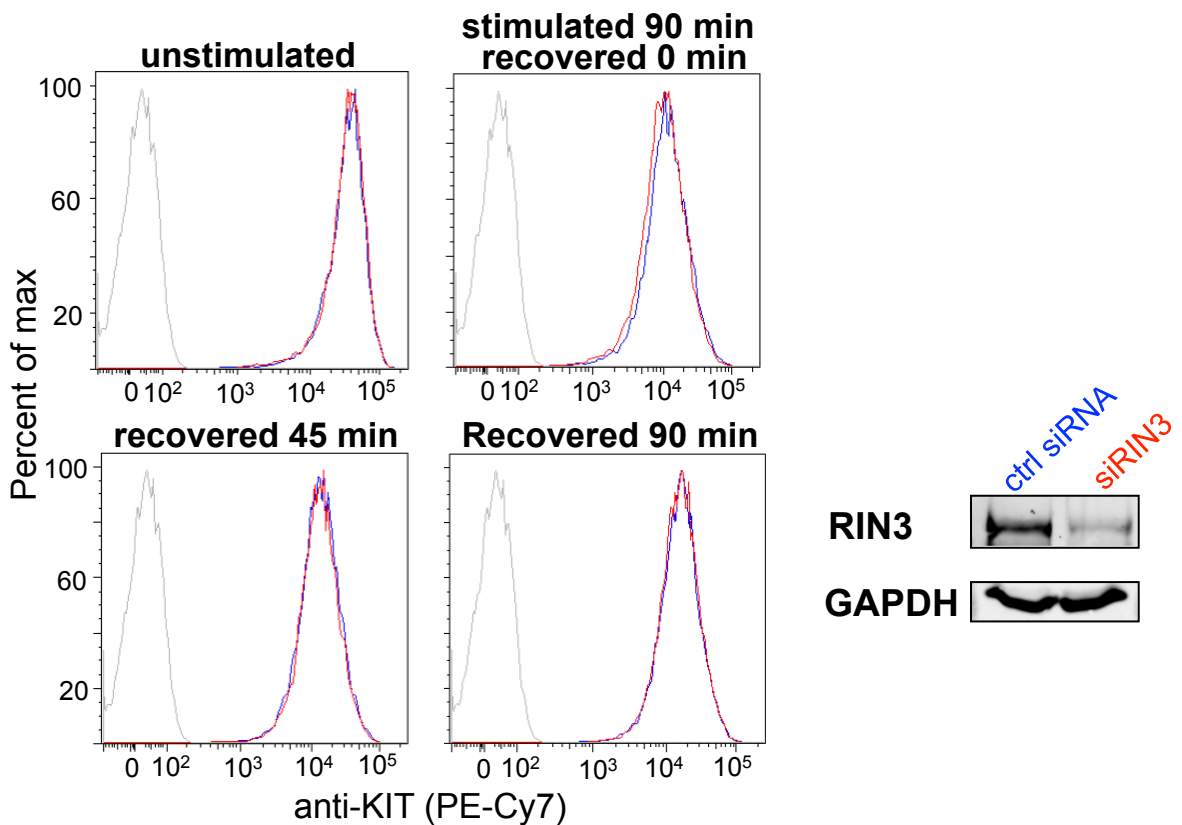 unstimulated
stimulated 90 min
recovered 0 min
100
60
20
0 10² 10³ 10⁴ 10⁵
0 10² 10³ 10⁴ 10⁵
recovered 45 min
Recovered 90 min
100
60
20
0 10² 10³ 10⁴ 10⁵
0 10² 10³ 10⁴ 10⁵
Percent of max
anti-KIT (PE-Cy7)
ctrl siRNA
siRIN3
RIN3
GAPDH